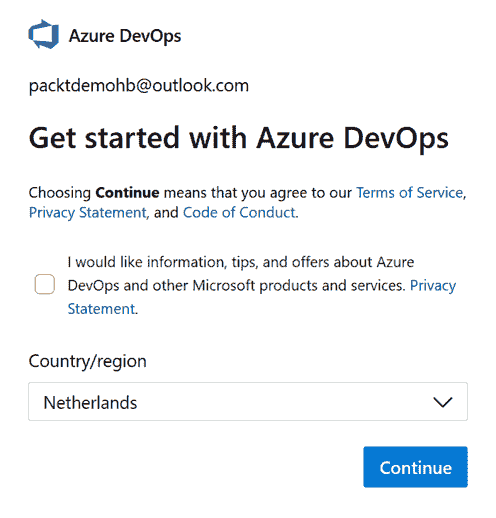 Azure DevOps
packtdemohb@outlook.com
Get started with Azure DevOps
Choosing Continue means that you agree to our Terms of Service,
Privacy Statement, and Code of Conduct.
I would like information, tips, and offers about Azure
DevOps and other Microsoft products and services. Privacy
Statement.
Country/region
Netherlands
Continue